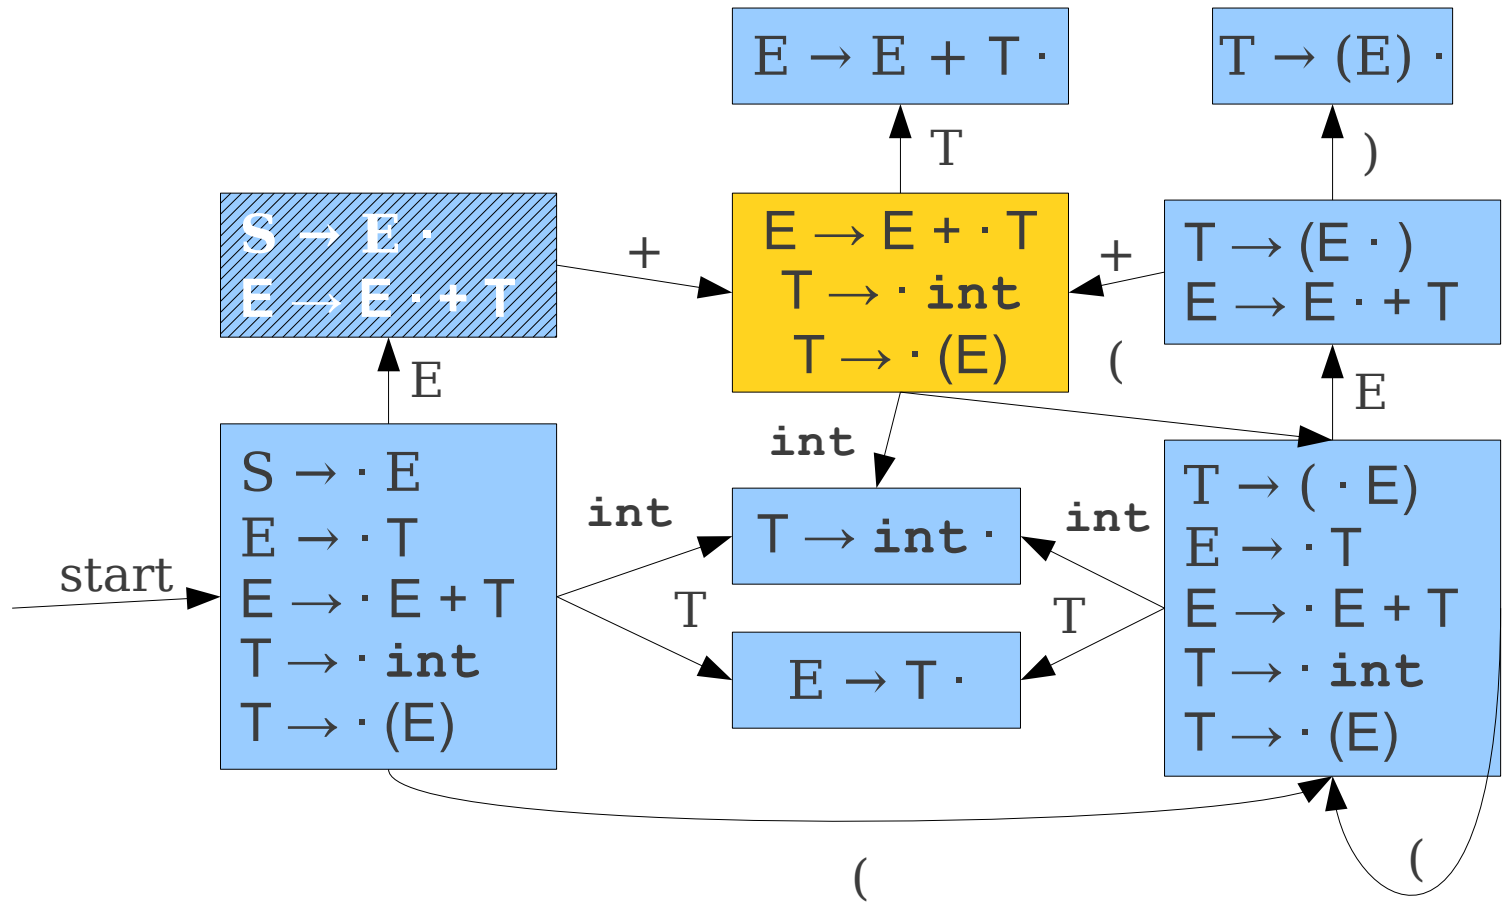 E → E + T ·
T → (E) ·
T
)
S → E ·
E → E · + T
+
E → E + · T
T → · int
T → · (E)
+
T → (E · )
E → E · + T
E
(
E
int
start
S → · E
E → · T
E → · E + T
T → · int
T → · (E)
int
T
T → int ·
E → T ·
int
T
T → ( · E)
E → · T
E → · E + T
T → · int
T → · (E)
(
(